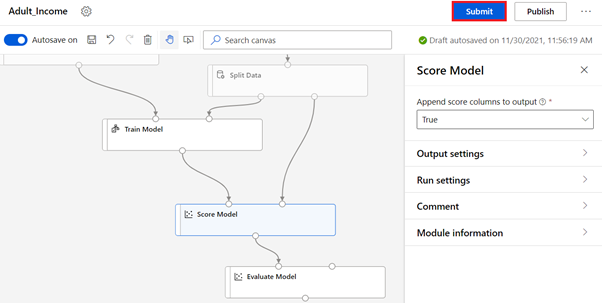 Adult_Income
Submit
Publish
Autosave on
Search canvas
Draft autosaved on 11/30/2021, 11:56:19 AM
Split Data
Train Model
Score Model
Evaluate Model
Score Model
Append score columns to output *
True
Output settings
Run settings
Comment
Module information